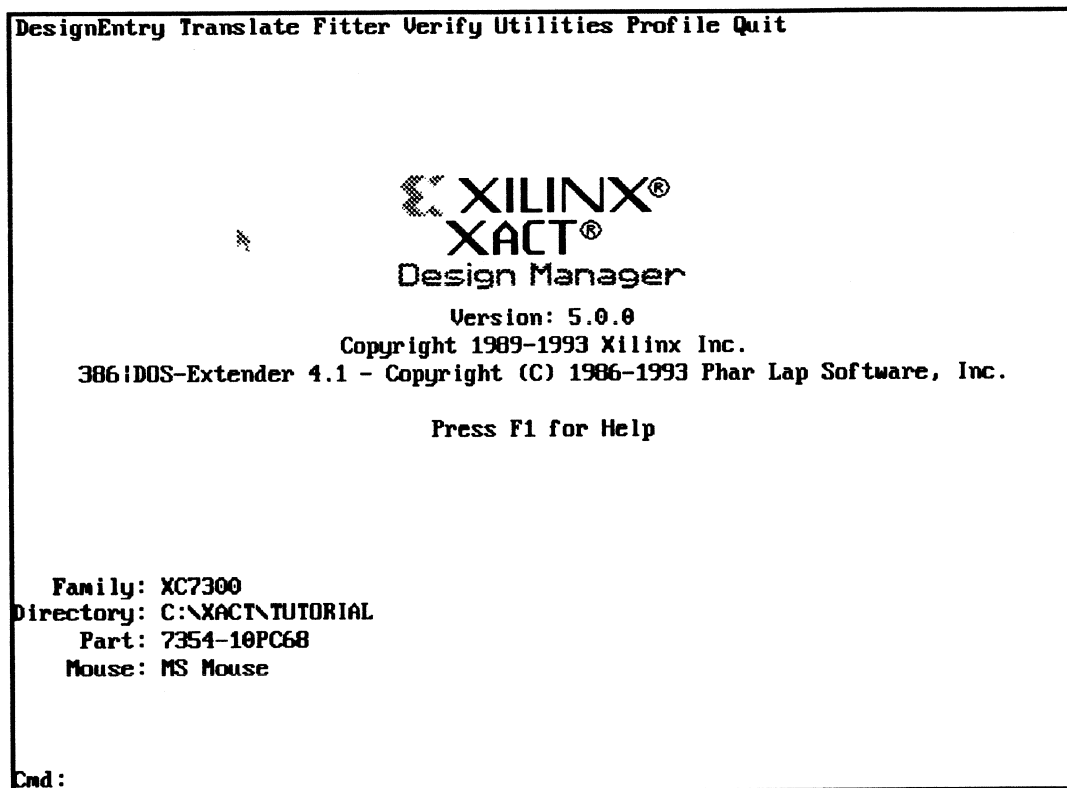 DesignEntry Translate Fitter Verify Utilities Profile Quit
XILINX®
XACT®
Design Manager
Version: 5.0.0
Copyright 1989-1993 Xilinx Inc.
386|DOS-Extender 4.1 - Copyright (C) 1986-1993 Phar Lap Software, Inc.
Press F1 for Help
Family: XC7300
Directory: C:\XACT\TUTORIAL
Part: 7354-10PC68
Mouse: MS Mouse
Cmd: